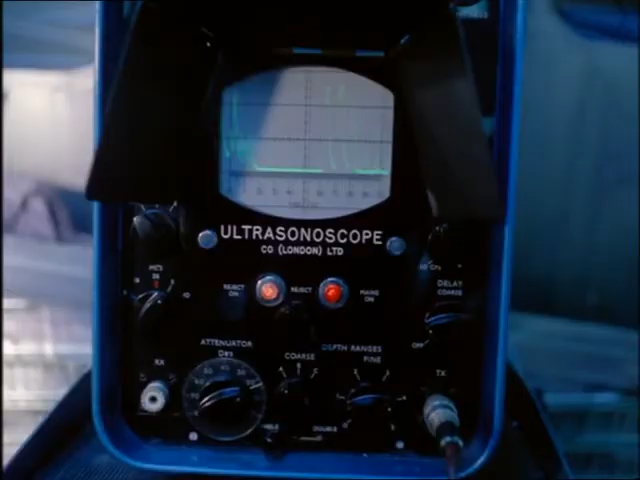 ULTRASONOSCOPE
CO (LONDON) LTD
REJECT
ON
REJECT
MAINS
ON
DELAY
COARSE
OFF
ATTENUATOR
Dbs
COARSE
DEPTH RANGES
FINE
RX
TX
DOUBLE